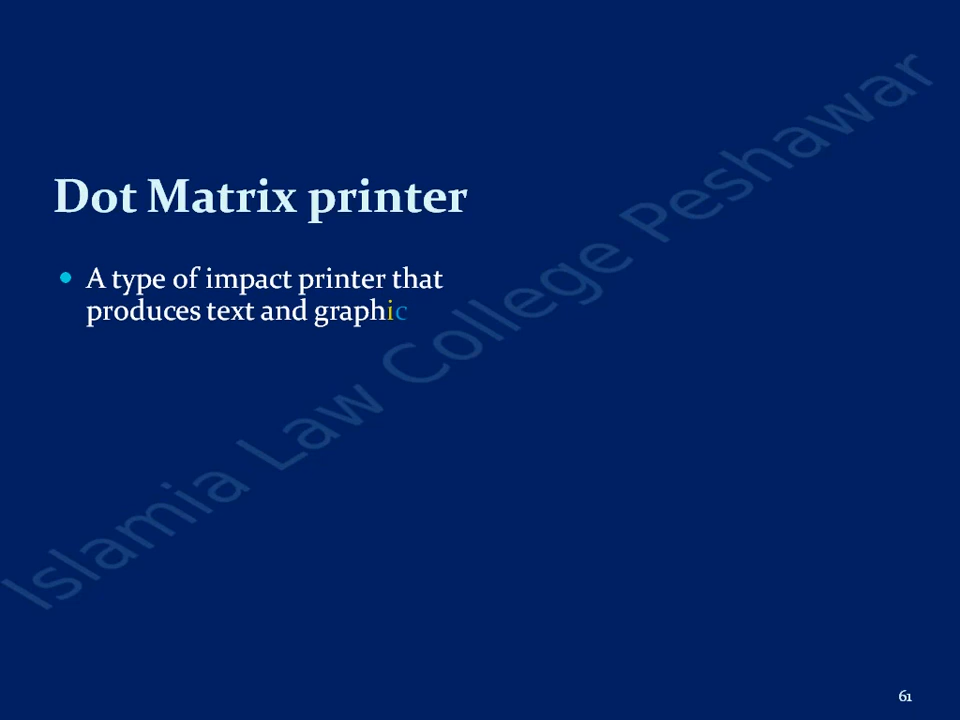 Dot Matrix printer
A type of impact printer that
produces text and graphic
Islamia Law College Peshawar
61